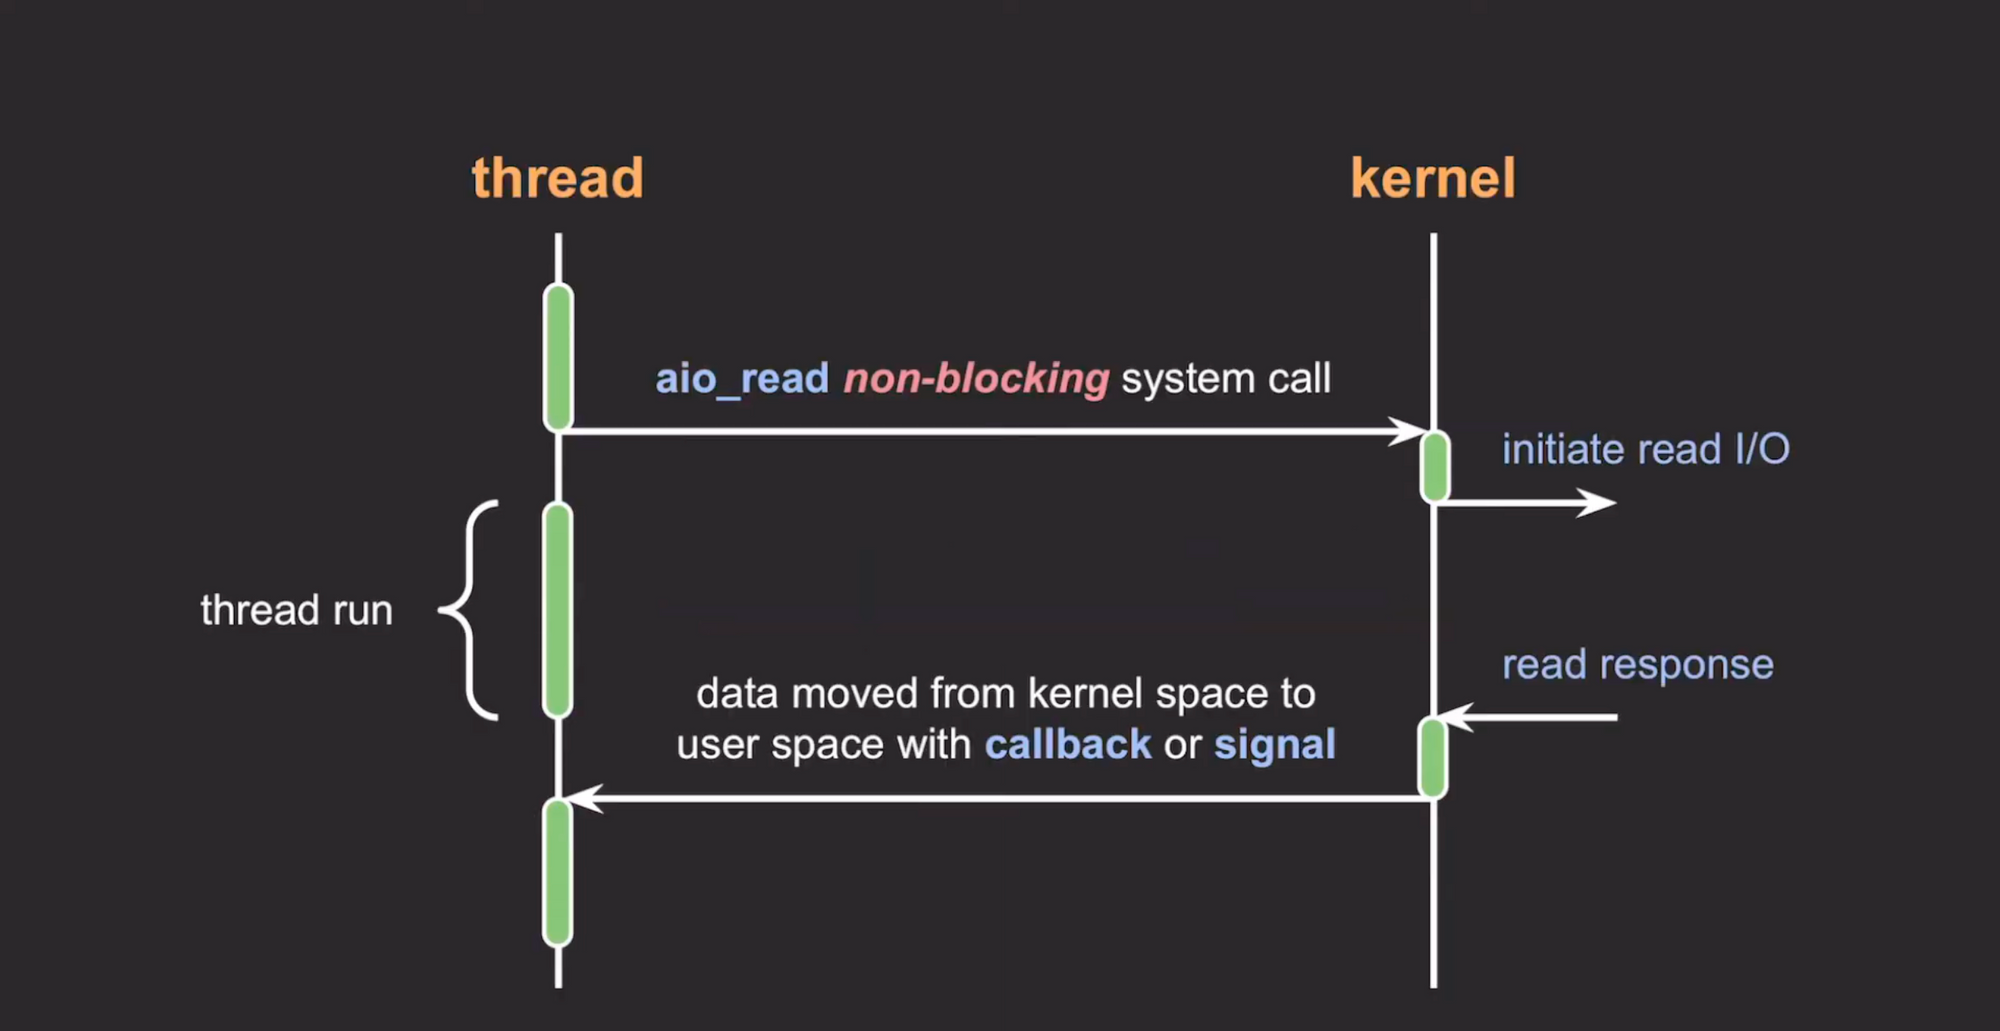 thread
kernel
aio_read non-blocking system call
initiate read I/O
thread run
read response
data moved from kernel space to
user space with callback or signal